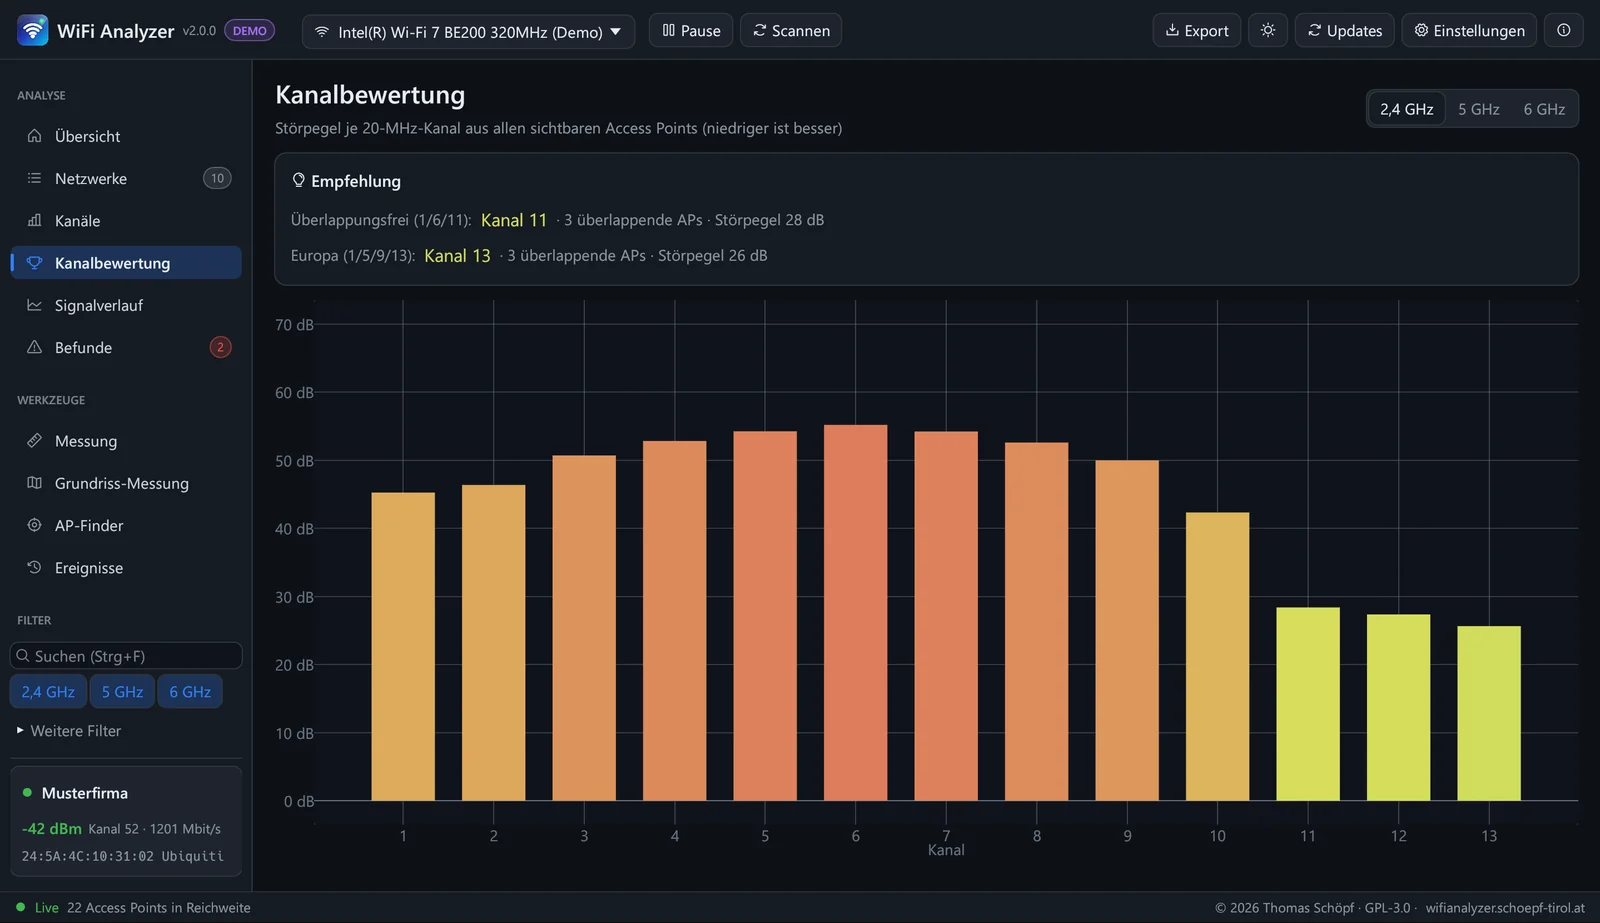 WiFi Analyzer v2.0.0 DEMO
Intel(R) Wi-Fi 7 BE200 320MHz (Demo)
Pause
Scannen
Export
Updates
Einstellungen
ANALYSE
Übersicht
Netzwerke 10
Kanäle
Kanalbewertung
Signalverlauf
Befunde 2
WERKZEUGE
Messung
Grundriss-Messung
AP-Finder
Ereignisse
FILTER
Suchen (Strg+F)
2,4 GHz 5 GHz 6 GHz
Weitere Filter
Musterfirma
-42 dBm Kanal 52 · 1201 Mbit/s
24:5A:4C:10:31:02 Ubiquiti
Kanalbewertung
Störpegel je 20-MHz-Kanal aus allen sichtbaren Access Points (niedriger ist besser)
2,4 GHz 5 GHz 6 GHz
Empfehlung
Überlappungsfrei (1/6/11): Kanal 11 · 3 überlappende APs · Störpegel 28 dB
Europa (1/5/9/13): Kanal 13 · 3 überlappende APs · Störpegel 26 dB
70 dB
60 dB
50 dB
40 dB
30 dB
20 dB
10 dB
0 dB
1 2 3 4 5 6 7 8 9 10 11 12 13
Kanal
Live 22 Access Points in Reichweite
© 2026 Thomas Schöpf · GPL-3.0 · wifianalyzer.schoepf-tirol.at